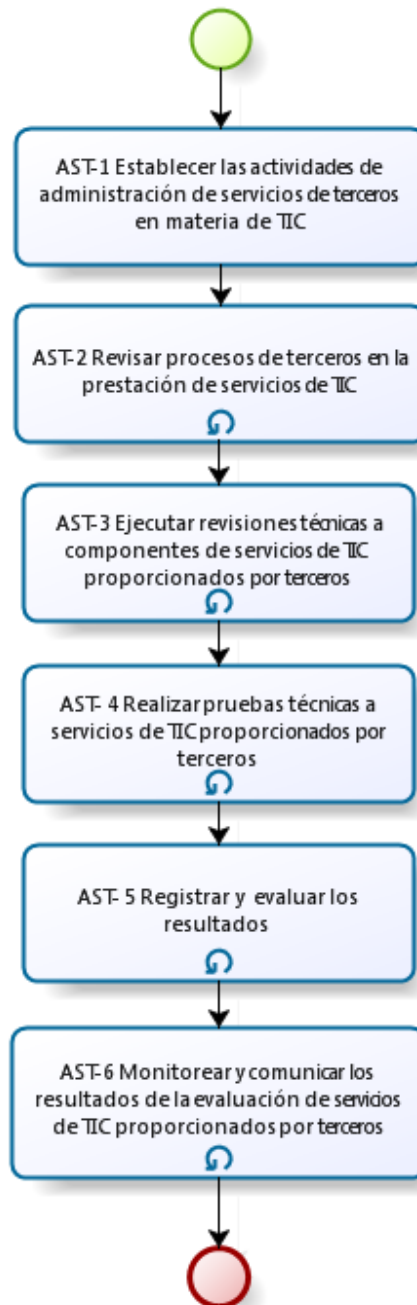 AST-1 Establecer las actividades de
administración de servicios de terceros
en materia de TIC
AST-2 Revisar procesos de terceros en la
prestación de servicios de TIC
AST-3 Ejecutar revisiones técnicas a
componentes de servicios de TIC
proporcionados por terceros
AST- 4 Realizar pruebas técnicas a
servicios de TIC proporcionados por
terceros
AST- 5 Registrar y evaluar los
resultados
AST-6 Monitorear y comunicar los
resultados de la evaluación de servicios
de TIC proporcionados por terceros